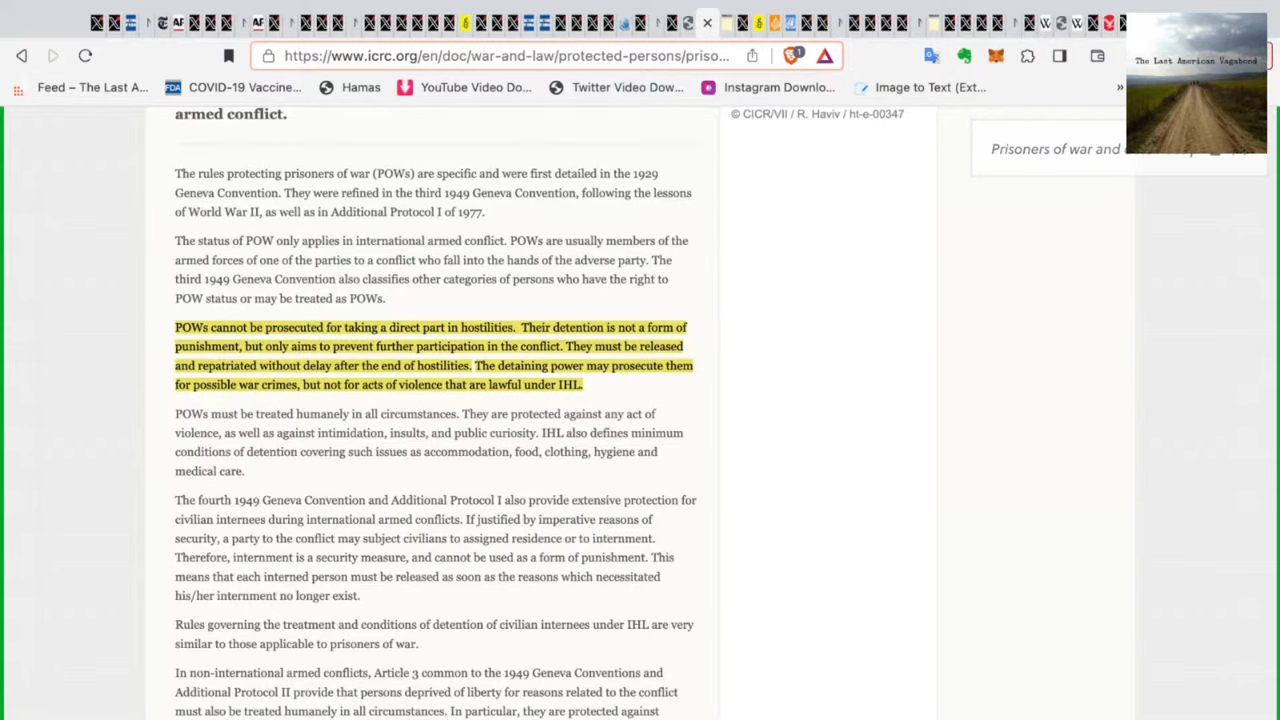 https://www.icrc.org/en/doc/war-and-law/protected-persons/priso...
The Last American Vagabond
Feed – The Last A...
COVID-19 Vaccine...
Hamas
YouTube Video Do...
Twitter Video Dow...
Instagram Downlo...
Image to Text (Ext...
»
armed conflict.
© CICR/VII / R. Haviv / ht-e-00347
Prisoners of war and
The rules protecting prisoners of war (POWs) are specific and were first detailed in the 1929
Geneva Convention. They were refined in the third 1949 Geneva Convention, following the lessons
of World War II, as well as in Additional Protocol I of 1977.
The status of POW only applies in international armed conflict. POWs are usually members of the
armed forces of one of the parties to a conflict who fall into the hands of the adverse party. The
third 1949 Geneva Convention also classifies other categories of persons who have the right to
POW status or may be treated as POWs.
POWs cannot be prosecuted for taking a direct part in hostilities. Their detention is not a form of
punishment, but only aims to prevent further participation in the conflict. They must be released
and repatriated without delay after the end of hostilities. The detaining power may prosecute them
for possible war crimes, but not for acts of violence that are lawful under IHL.
POWs must be treated humanely in all circumstances. They are protected against any act of
violence, as well as against intimidation, insults, and public curiosity. IHL also defines minimum
conditions of detention covering such issues as accommodation, food, clothing, hygiene and
medical care.
The fourth 1949 Geneva Convention and Additional Protocol I also provide extensive protection for
civilian internees during international armed conflicts. If justified by imperative reasons of
security, a party to the conflict may subject civilians to assigned residence or to internment.
Therefore, internment is a security measure, and cannot be used as a form of punishment. This
means that each interned person must be released as soon as the reasons which necessitated
his/her internment no longer exist.
Rules governing the treatment and conditions of detention of civilian internees under IHL are very
similar to those applicable to prisoners of war.
In non-international armed conflicts, Article 3 common to the 1949 Geneva Conventions and
Additional Protocol II provide that persons deprived of liberty for reasons related to the conflict
must also be treated humanely in all circumstances. In particular, they are protected against